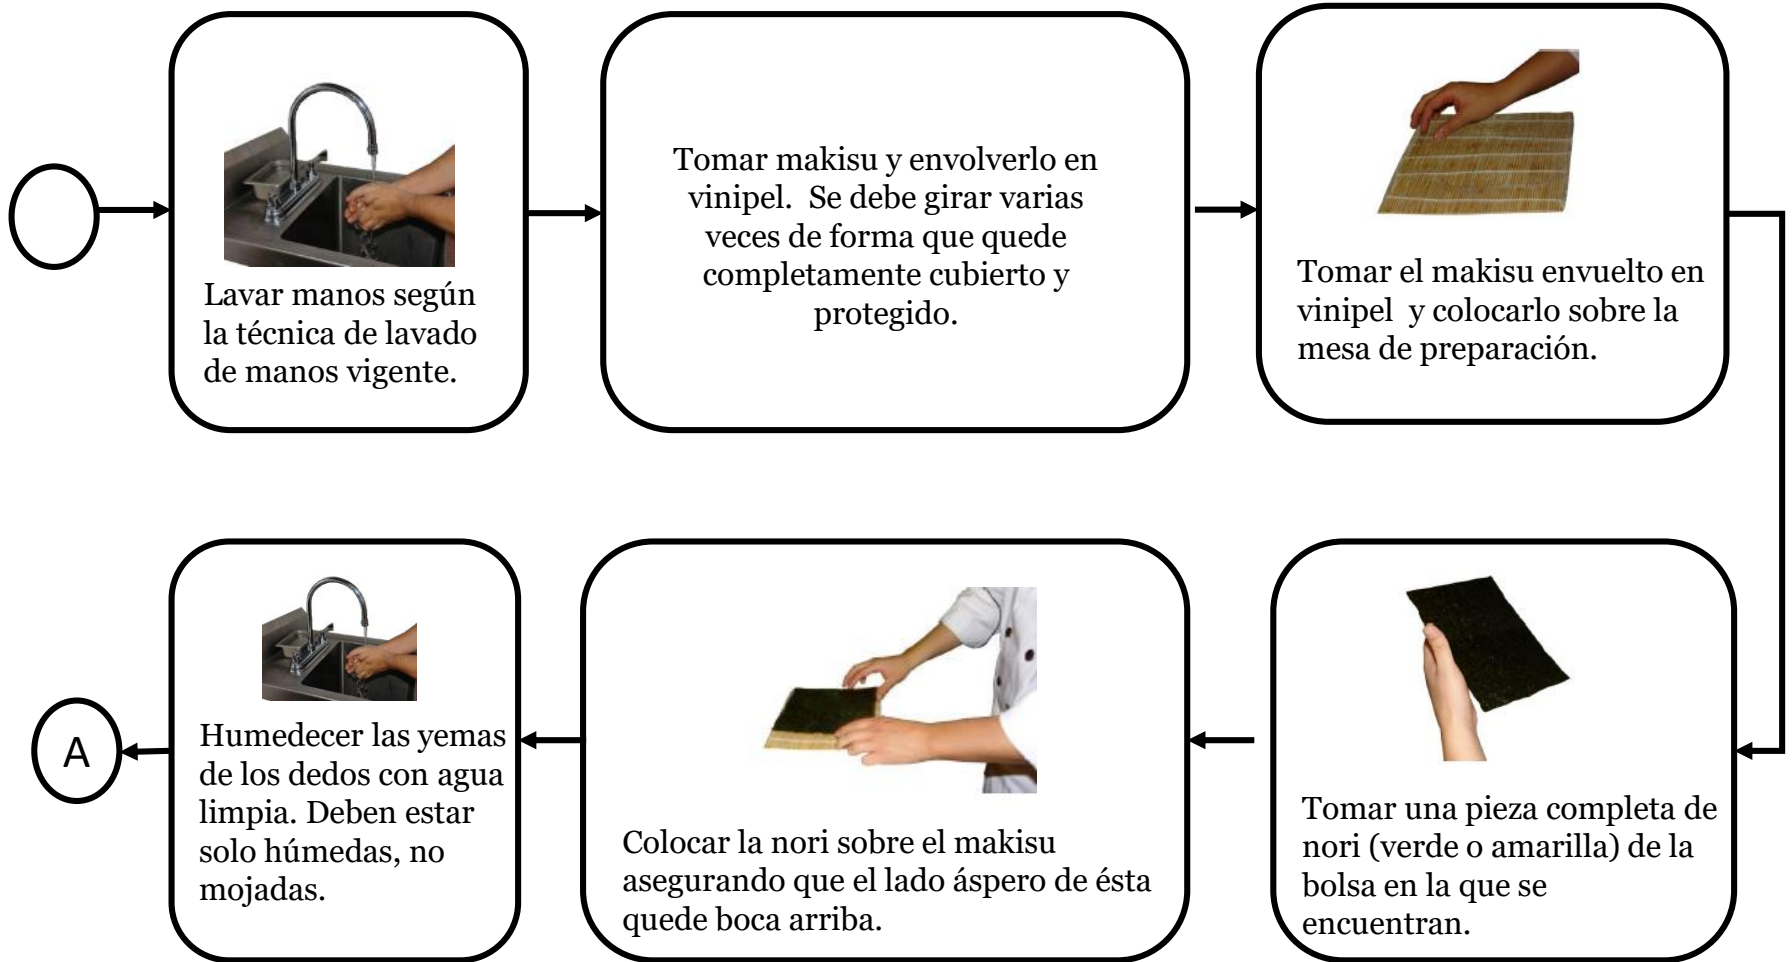 Lavar manos según
la técnica de lavado
de manos vigente.
Tomar makisu y envolverlo en
vinipel.  Se debe girar varias
veces de forma que quede
completamente cubierto y
protegido.
Tomar el makisu envuelto en
vinipel  y colocarlo sobre la
mesa de preparación.
Tomar una pieza completa de
nori (verde o amarilla) de la
bolsa en la que se
encuentran.
Colocar la nori sobre el makisu
asegurando que el lado áspero de ésta
quede boca arriba.
Humedecer las yemas
de los dedos con agua
limpia. Deben estar
solo húmedas, no
mojadas.
A